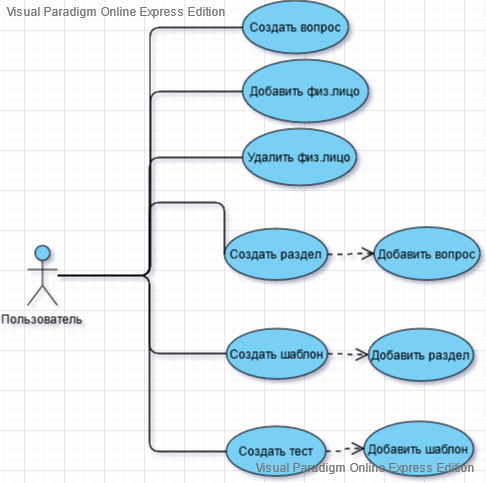 Visual Paradigm Online Express Edition
Создать вопрос
Добавить физ.лицо
Удалить физ.лицо
Создать раздел
Добавить вопрос
Пользователь
Создать шаблон
Добавить раздел
Создать тест
Добавить шаблон
Visual Paradigm Online Express Edition